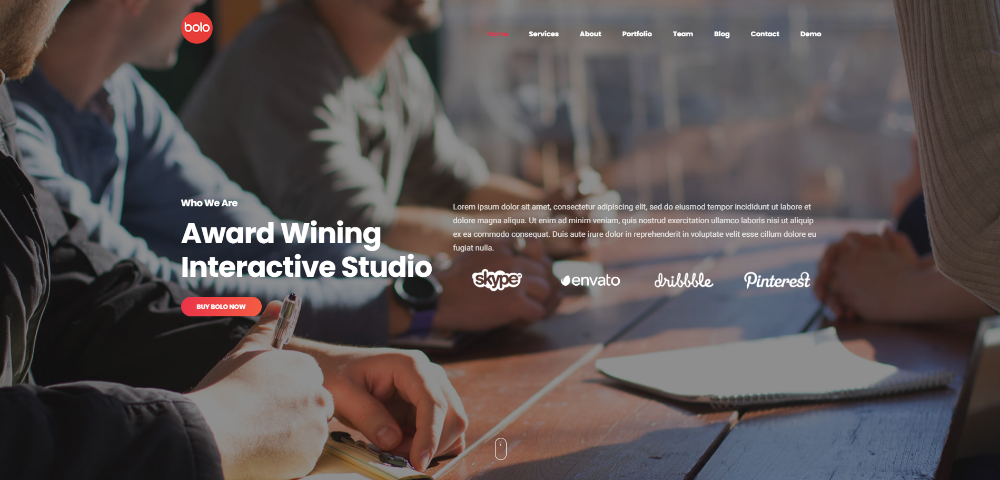 bolo
Home
Services
About
Portfolio
Team
Blog
Contact
Demo
Who We Are
Award Wining
Interactive Studio
BUY BOLO NOW
Lorem ipsum dolor sit amet, consectetur adipiscing elit, sed do eiusmod tempor incididunt ut labore et
dolore magna aliqua. Ut enim ad minim veniam, quis nostrud exercitation ullamco laboris nisi ut aliquip
ex ea commodo consequat. Duis aute irure dolor in reprehenderit in voluptate velit esse cillum dolore eu
fugiat nulla.
skype™
envato
dribbble
Pinterest